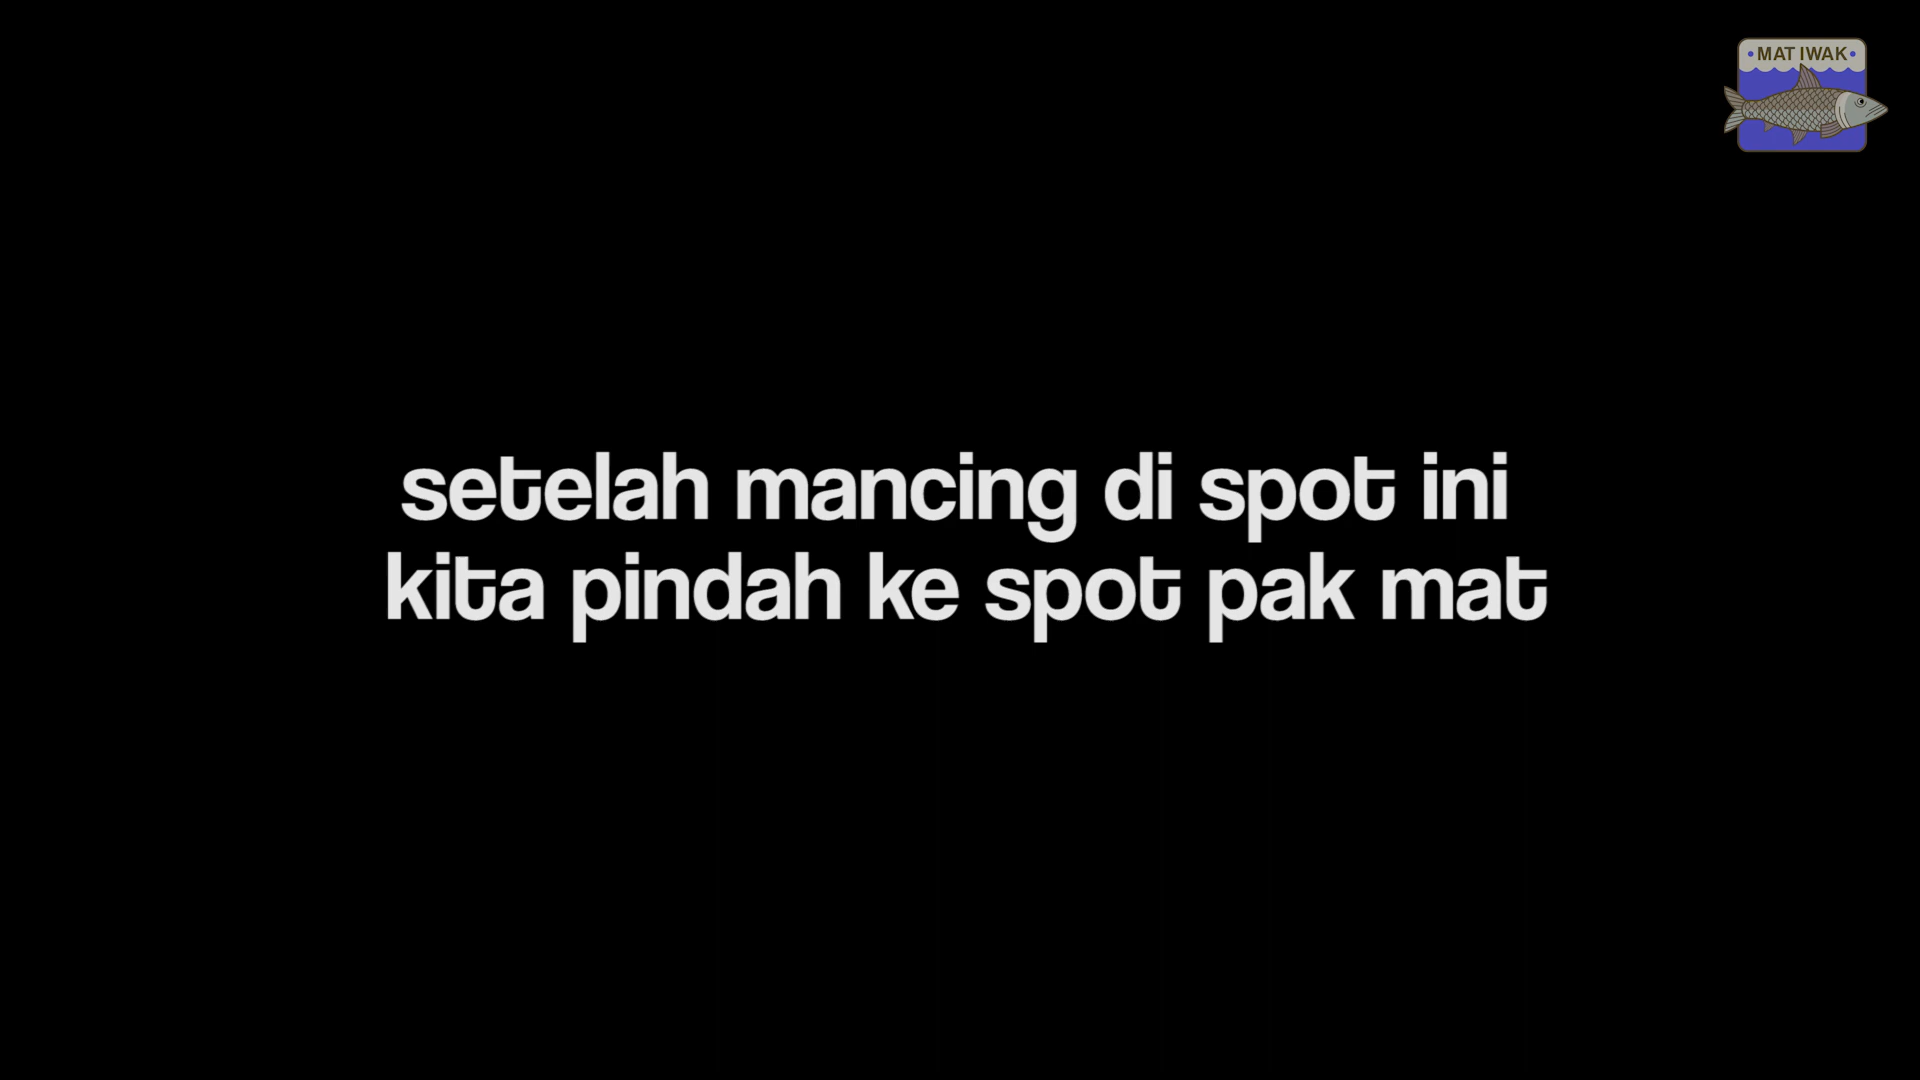 • MAT IWAK •
setelah mancing di spot ini
kita pindah ke spot pak mat